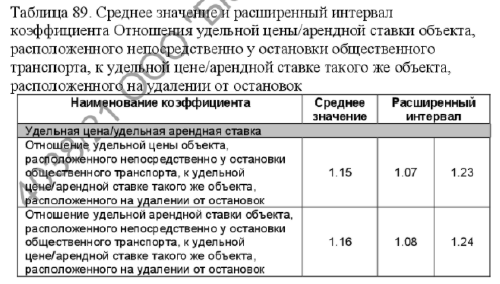 Таблица 89. Среднее значение и расширенный интервал
коэффициента Отношения удельной цены/арендной ставки объекта,
расположенного непосредственно у остановки общественного
транспорта, к удельной цене/арендной ставке такого же объекта,
расположенного на удалении от остановок
Наименование коэффициента Среднее значение Расширенный интервал
Удельная цена/удельная арендная ставка
Отношение удельной цены объекта,
расположенного непосредственно у остановки
общественного транспорта, к удельной
цене/арендной ставке такого же объекта,
расположенного на удалении от остановок
1.15 1.07 1.23
Отношение удельной арендной ставки объекта,
расположенного непосредственно у остановки
общественного транспорта, к удельной
цене/арендной ставке такого же объекта,
расположенного на удалении от остановок
1.16 1.08 1.24